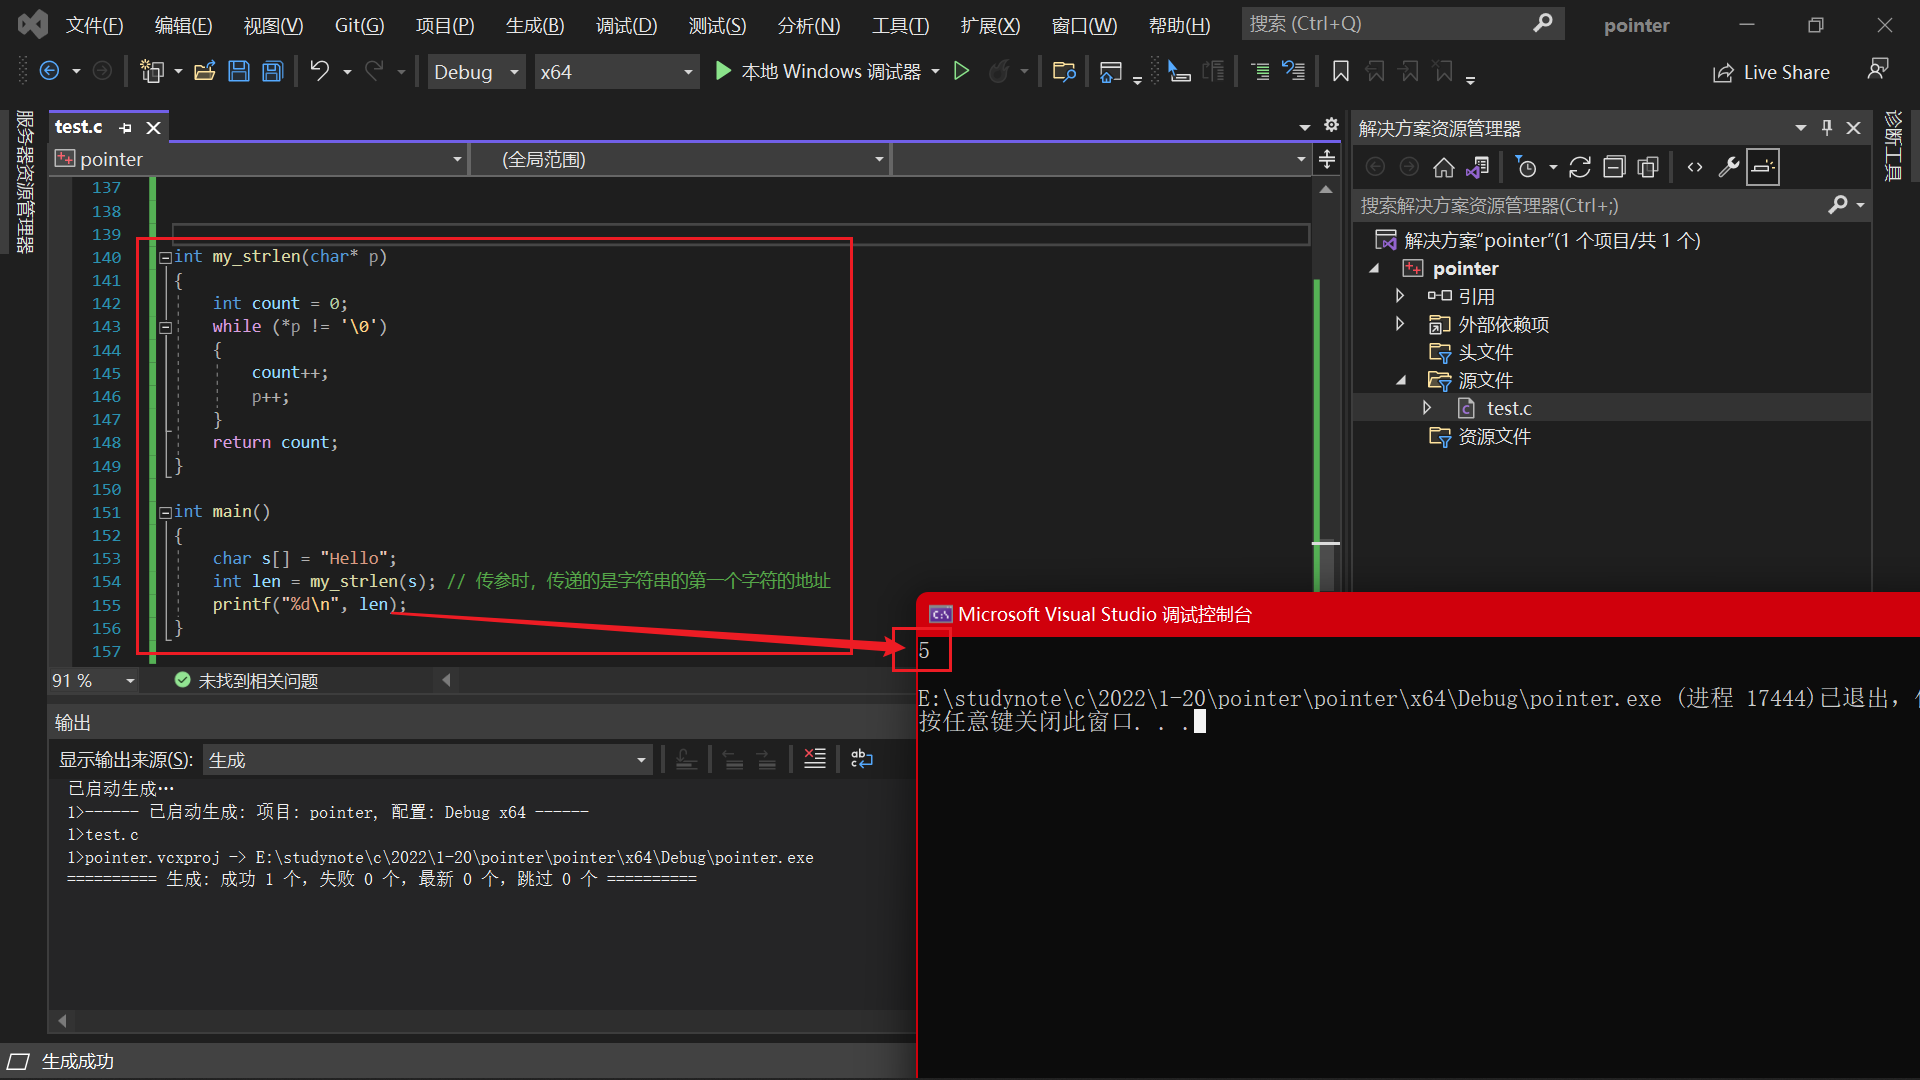 文件(F) 编辑(E) 视图(V) Git(G) 项目(P) 生成(B) 调试(D) 测试(S) 分析(N) 工具(T) 扩展(X) 窗口(W) 帮助(H) 搜索 (Ctrl+Q) pointer
Debug x64 本地 Windows 调试器 Live Share
服务器资源管理器
test.c
pointer (全局范围)
137
138
139
140 int my_strlen(char* p)
141 {
142 int count = 0;
143 while (*p != '\0')
144 {
145 count++;
146 p++;
147 }
148 return count;
149 }
150
151 int main()
152 {
153 char s[] = "Hello";
154 int len = my_strlen(s); // 传参时，传递的是字符串的第一个字符的地址
155 printf("%d\n", len);
156 }
157
91 % 未找到相关问题
输出
显示输出来源(S): 生成
已启动生成…
1>------ 已启动生成: 项目: pointer, 配置: Debug x64 ------
1>test.c
1>pointer.vcxproj -> E:\studynote\c\2022\1-20\pointer\pointer\x64\Debug\pointer.exe
========== 生成: 成功 1 个，失败 0 个，最新 0 个，跳过 0 个 ==========
生成成功
解决方案资源管理器
搜索解决方案资源管理器(Ctrl+;)
解决方案“pointer”(1 个项目/共 1 个)
pointer
引用
外部依赖项
头文件
源文件
test.c
资源文件
诊断工具
Microsoft Visual Studio 调试控制台
5
E:\studynote\c\2022\1-20\pointer\pointer\x64\Debug\pointer.exe (进程 17444)已退出，
按任意键关闭此窗口. . .